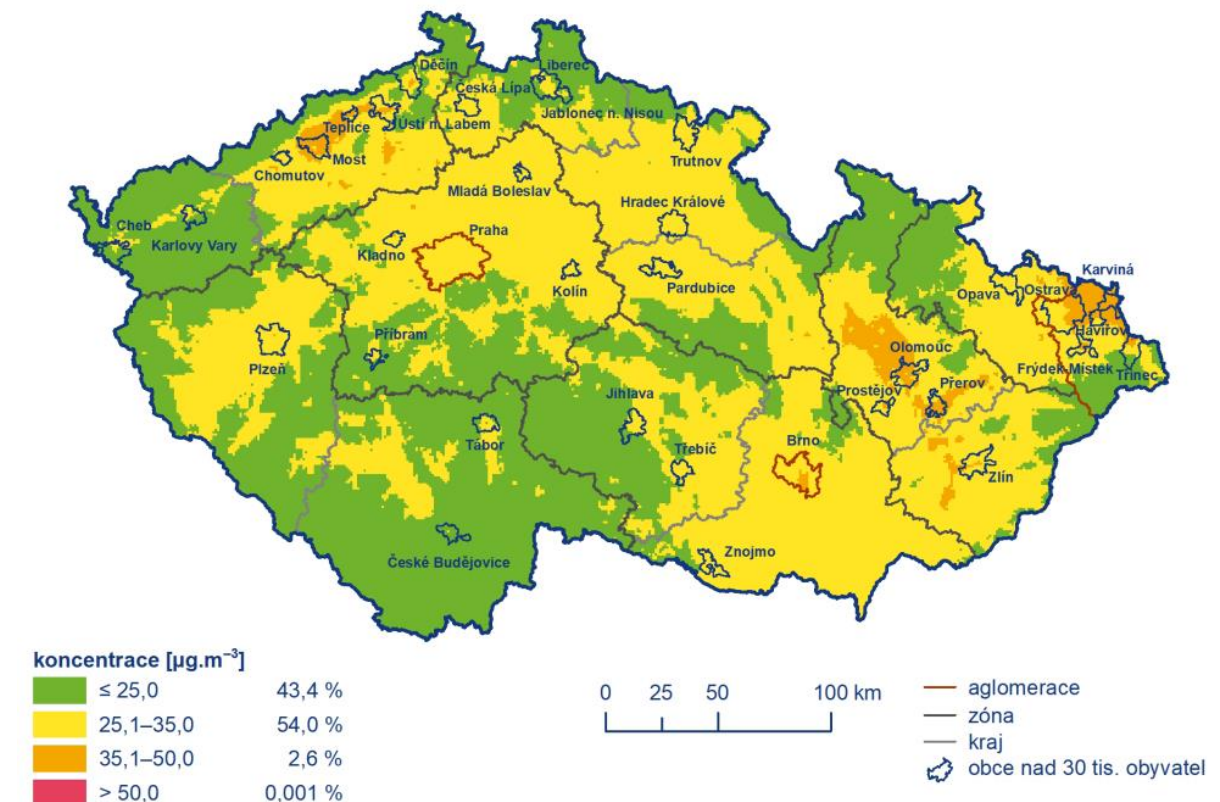 Děčín
Liberec
Česká Lípa
Jablonec n. Nisou
Teplice
Ústí n. Labem
Most
Chomutov
Trutnov
Mladá Boleslav
Hradec Králové
Cheb
Karlovy Vary
Praha
Kladno
Kolín
Pardubice
Karviná
Opava
Ostrava
Havířov
Příbram
Plzeň
Olomouc
Frýdek Místek
Třinec
Prostějov
Přerov
Jihlava
Tábor
Třebíč
Brno
Zlín
České Budějovice
Znojmo
koncentrace [µg.m⁻³]
≤ 25,0 43,4 %
25,1–35,0 54,0 %
35,1–50,0 2,6 %
> 50,0 0,001 %
0 25 50 100 km
aglomerace
zóna
kraj
obce nad 30 tis. obyvatel